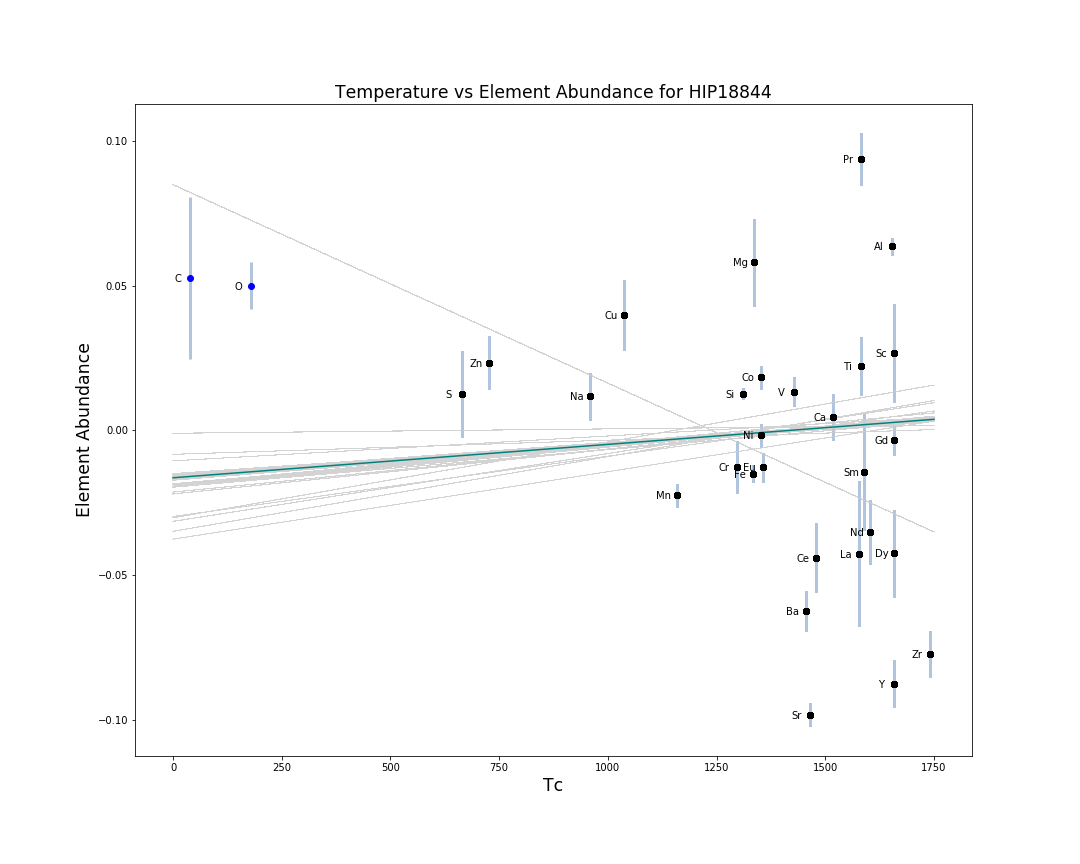 Temperature vs Element Abundance for HIP18844
0.10
0.05
0.00
−0.05
−0.10
Element Abundance
Pr
Al
Mg
C
O
Cu
Sc
Zn
Ti
Co
S
Na
Si
V
Ca
Ni
Gd
Cr
Eu
Fe
Sm
Mn
Nd
Ce
La
Dy
Ba
Zr
Y
Sr
0
250
500
750
1000
1250
1500
1750
Tc